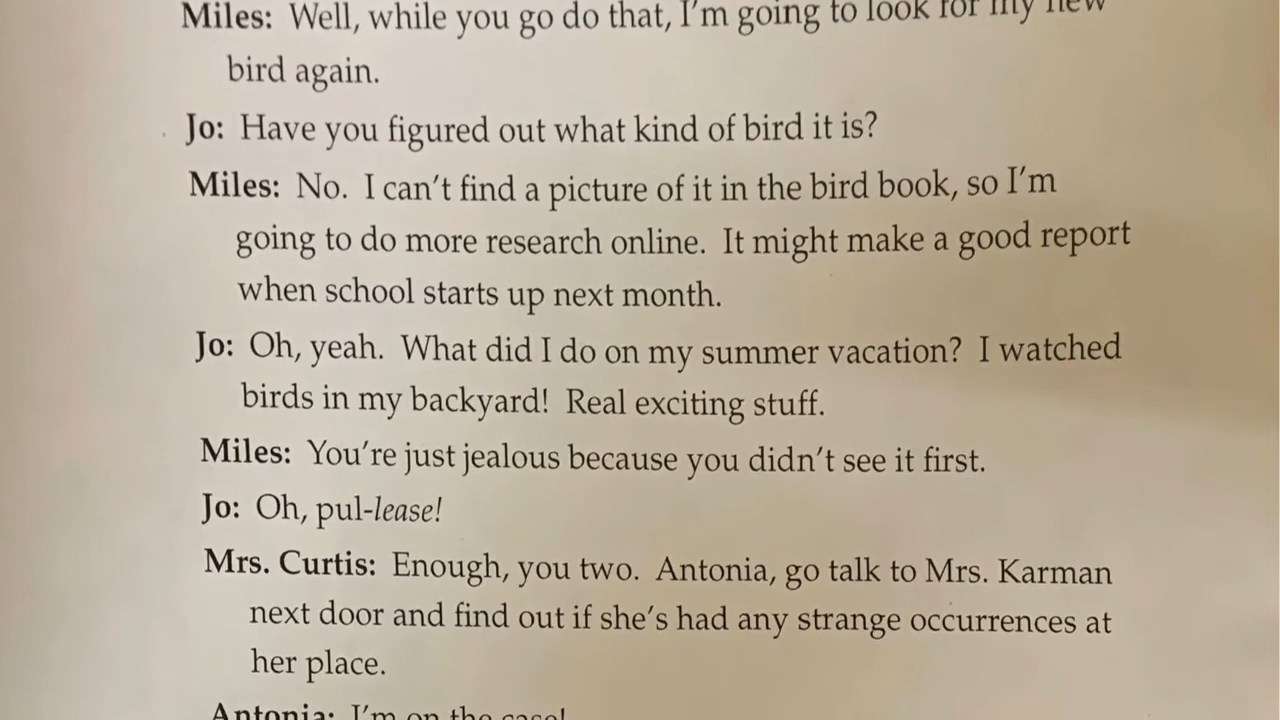 Miles: Well, while you go do that, I'm going to look for my new
bird again.
Jo: Have you figured out what kind of bird it is?
Miles: No. I can't find a picture of it in the bird book, so I'm
going to do more research online. It might make a good report
when school starts up next month.
Jo: Oh, yeah. What did I do on my summer vacation? I watched
birds in my backyard! Real exciting stuff.
Miles: You're just jealous because you didn't see it first.
Jo: Oh, pul-lease!
Mrs. Curtis: Enough, you two. Antonia, go talk to Mrs. Karman
next door and find out if she's had any strange occurrences at
her place.
Antonia: I'm on the case!